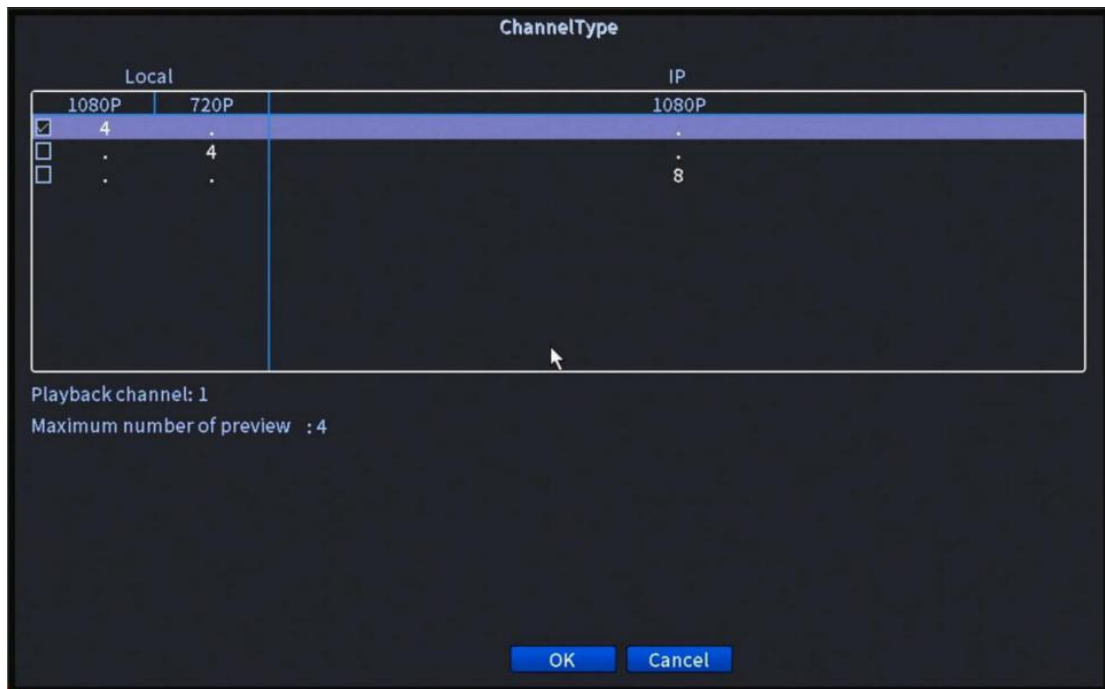 ChannelType
Local IP
1080P 720P 1080P
4 . .
. 4 .
. . 8
Playback channel: 1
Maximum number of preview : 4
OK Cancel